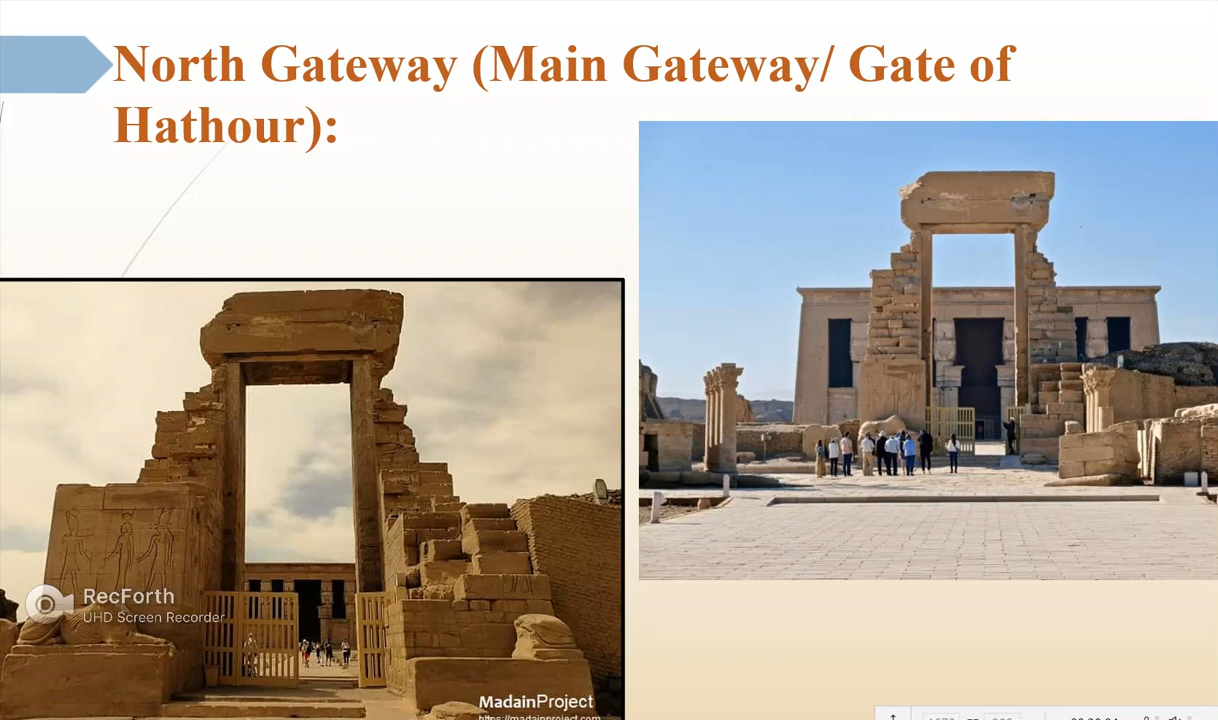 North Gateway (Main Gateway/ Gate of
Hathour):
RecForth
UHD Screen Recorder
MadainProject